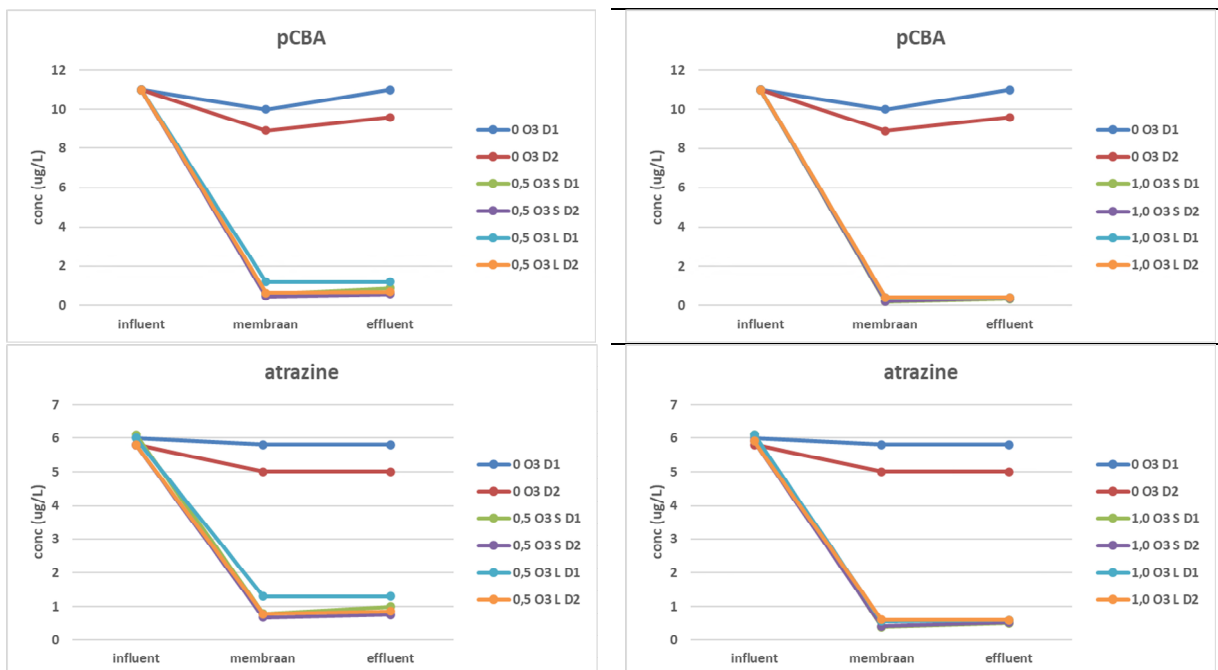 pCBA
12
10
8
6
4
2
0
conc (ug/L)
influent
membraan
effluent
0 O3 D1
0 O3 D2
0,5 O3 S D1
0,5 O3 S D2
0,5 O3 L D1
0,5 O3 L D2
pCBA
12
10
8
6
4
2
0
conc (ug/L)
influent
membraan
effluent
0 O3 D1
0 O3 D2
1,0 O3 S D1
1,0 O3 S D2
1,0 O3 L D1
1,0 O3 L D2
atrazine
7
6
5
4
3
2
1
0
conc (ug/L)
influent
membraan
effluent
0 O3 D1
0 O3 D2
0,5 O3 S D1
0,5 O3 S D2
0,5 O3 L D1
0,5 O3 L D2
atrazine
7
6
5
4
3
2
1
0
conc (ug/L)
influent
membraan
effluent
0 O3 D1
0 O3 D2
1,0 O3 S D1
1,0 O3 S D2
1,0 O3 L D1
1,0 O3 L D2